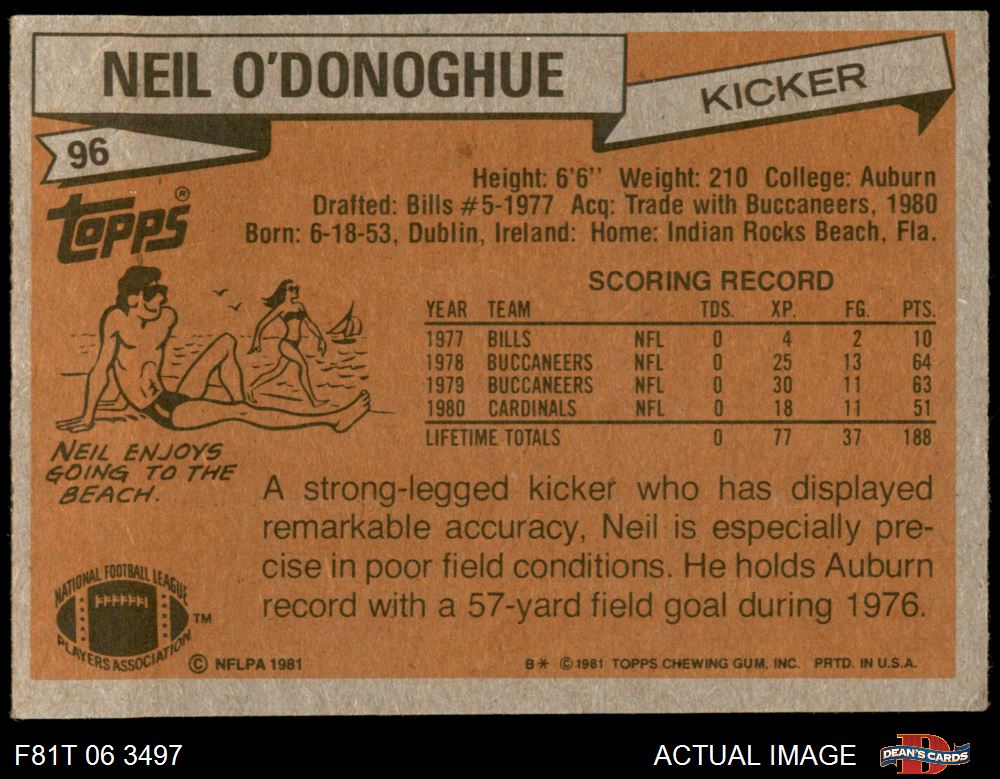 NEIL O'DONOGHUE
KICKER
96
TOPPS®
Height: 6'6'' Weight: 210 College: Auburn
Drafted: Bills #5-1977 Acq: Trade with Buccaneers, 1980
Born: 6-18-53, Dublin, Ireland: Home: Indian Rocks Beach, Fla.
SCORING RECORD
YEAR TEAM TDS. XP. FG. PTS.
1977 BILLS NFL 0 4 2 10
1978 BUCCANEERS NFL 0 25 13 64
1979 BUCCANEERS NFL 0 30 11 63
1980 CARDINALS NFL 0 18 11 51
LIFETIME TOTALS 0 77 37 188
NEIL ENJOYS
GOING TO THE
BEACH.
A strong-legged kicker who has displayed
remarkable accuracy, Neil is especially pre-
cise in poor field conditions. He holds Auburn
record with a 57-yard field goal during 1976.
NATIONAL FOOTBALL LEAGUE
PLAYERS ASSOCIATION
TM
© NFLPA 1981
B* © 1981 TOPPS CHEWING GUM, INC. PRTD. IN U.S.A.
F81T 06 3497
ACTUAL IMAGE
DEAN'S CARDS